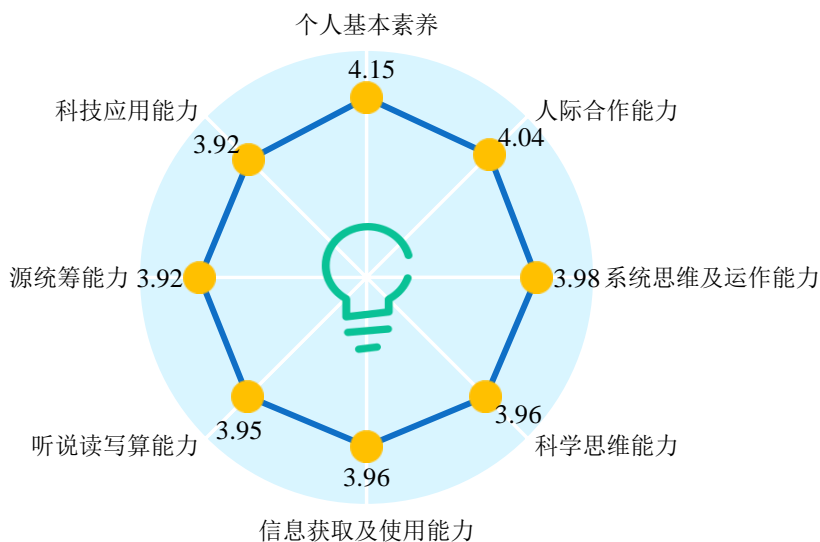 个人基本素养
4.15
科技应用能力
人际合作能力
3.92
4.04
源统筹能力 3.92
3.98 系统思维及运作能力
3.95
3.96
听说读写算能力
科学思维能力
3.96
信息获取及使用能力